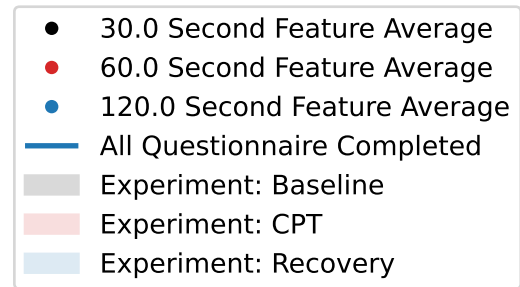 30.0 Second Feature Average
60.0 Second Feature Average
120.0 Second Feature Average
All Questionnaire Completed
Experiment: Baseline
Experiment: CPT
Experiment: Recovery